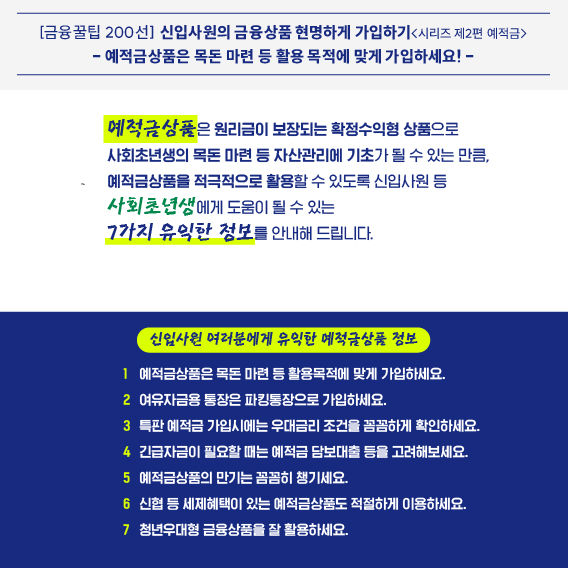 [금융꿀팁 200선] 신입사원의 금융상품 현명하게 가입하기<시리즈 제2편 예적금>
– 예적금상품은 목돈 마련 등 활용 목적에 맞게 가입하세요! –
예적금상품은 원리금이 보장되는 확정수익형 상품으로
사회초년생의 목돈 마련 등 자산관리에 기초가 될 수 있는 만큼,
~ 예적금상품을 적극적으로 활용할 수 있도록 신입사원 등
사회초년생에게 도움이 될 수 있는
7가지 유익한 정보를 안내해 드립니다.
신입사원 여러분에게 유익한 예적금상품 정보
1 예적금상품은 목돈 마련 등 활용목적에 맞게 가입하세요.
2 여유자금용 통장은 파킹통장으로 가입하세요.
3 특판 예적금 가입시에는 우대금리 조건을 꼼꼼하게 확인하세요.
4 긴급자금이 필요할 때는 예적금 담보대출 등을 고려해보세요.
5 예적금상품의 만기는 꼼꼼히 챙기세요.
6 신협 등 세제혜택이 있는 예적금상품도 적절하게 이용하세요.
7 청년우대형 금융상품을 잘 활용하세요.